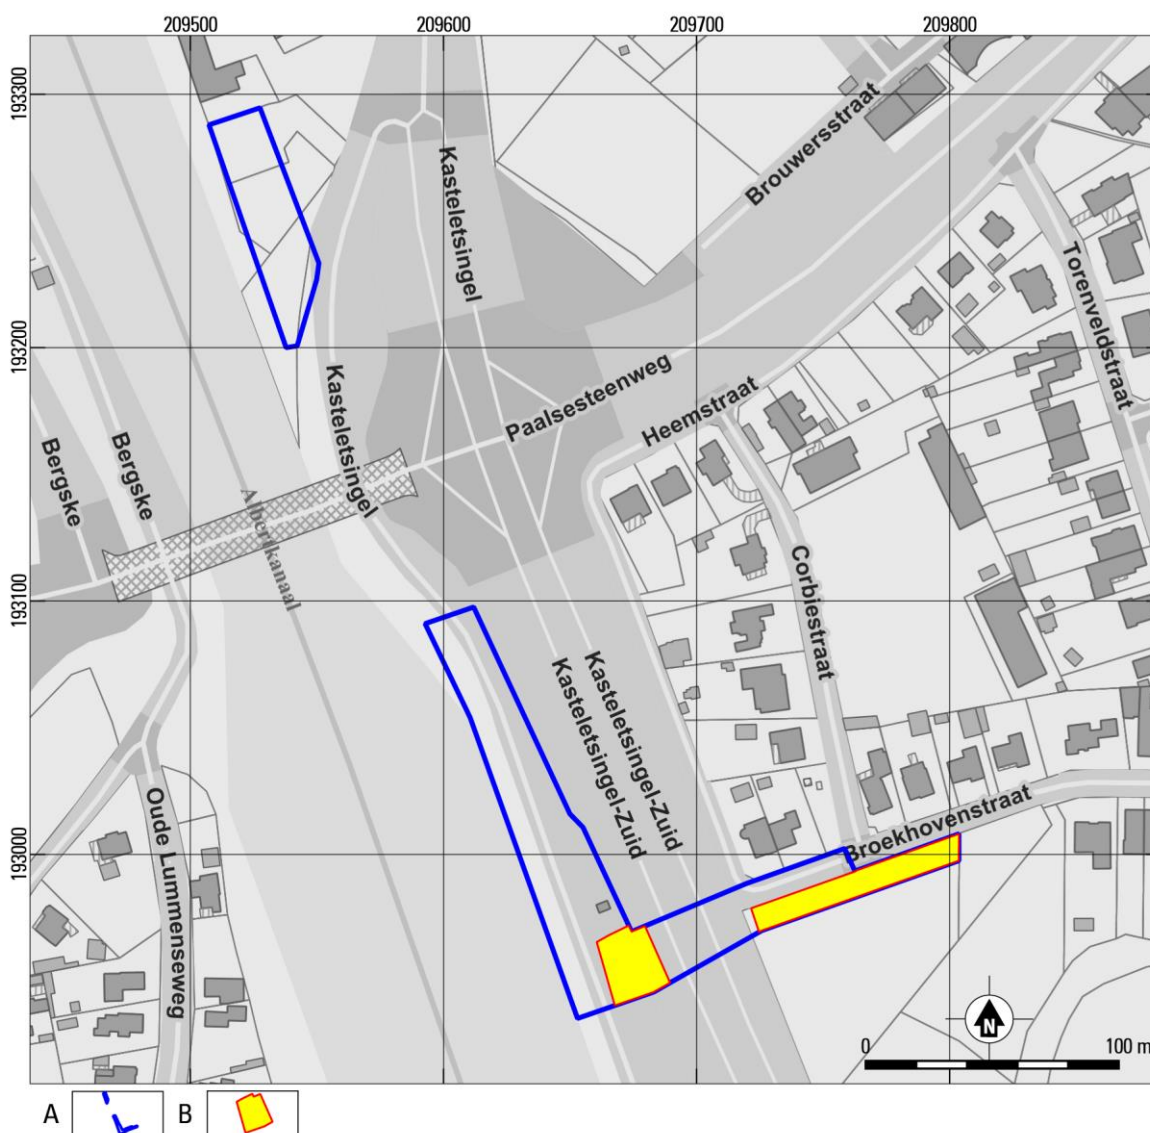 209500 209600 209700 209800
193300
193200
193100
193000
Brouwersstraat
Kasteletsingel
Torenveldstraat
Kasteletsingel
Paalsesteenweg
Heemstraat
Bergske
Bergske
Albertkanaal
Corbiestraat
Kasteletsingel-Zuid
Kasteletsingel-Zuid
Oude Lummenseweg
Broekhovenstraat
N
0 100 m
A B